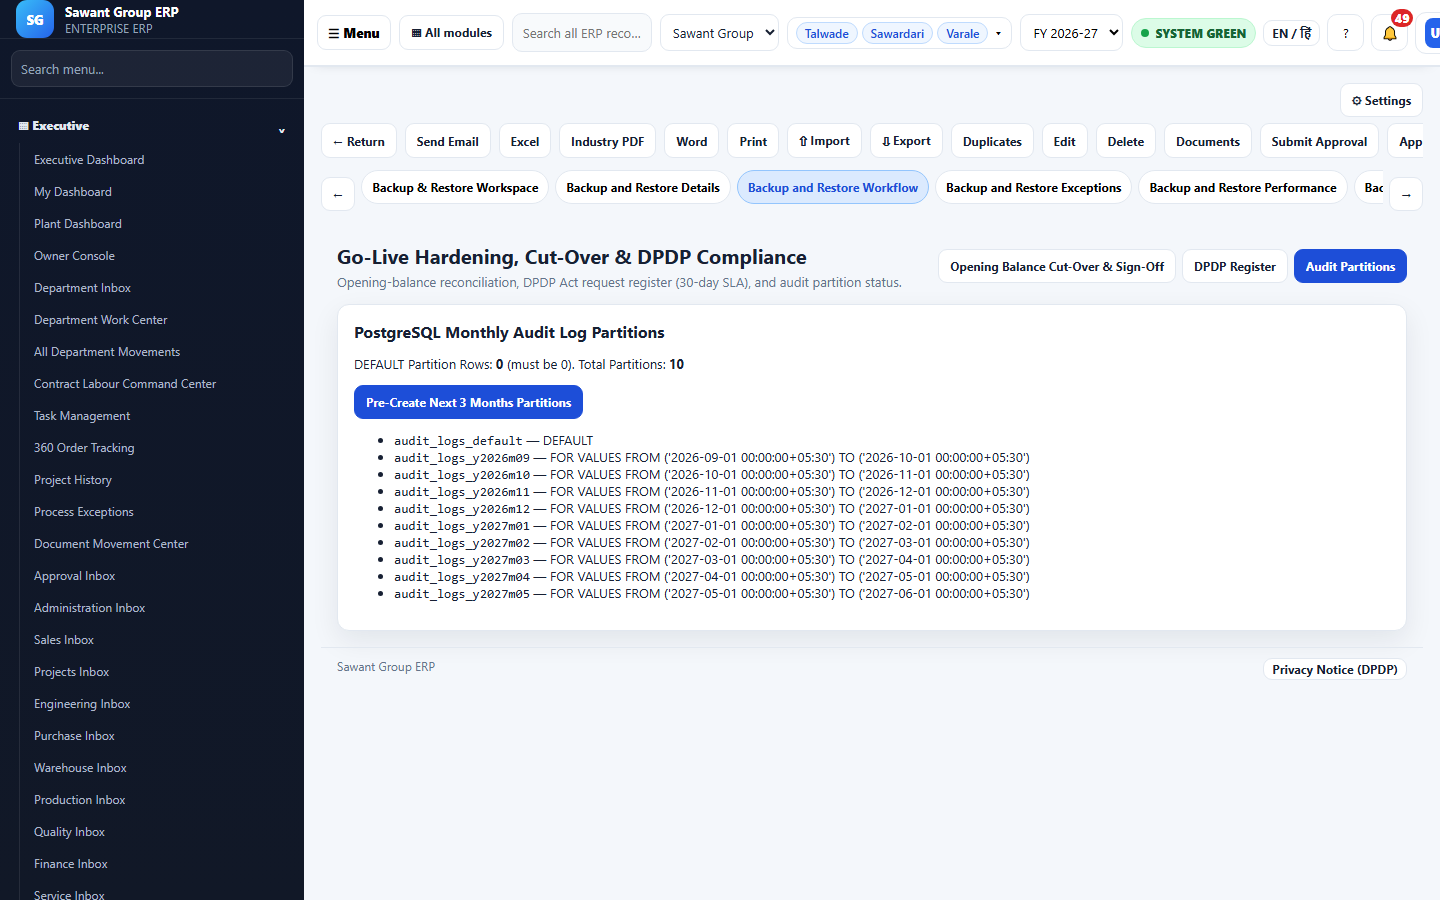 SG
Sawant Group ERP
ENTERPRISE ERP
Search menu...
Executive
Executive Dashboard
My Dashboard
Plant Dashboard
Owner Console
Department Inbox
Department Work Center
All Department Movements
Contract Labour Command Center
Task Management
360 Order Tracking
Project History
Process Exceptions
Document Movement Center
Approval Inbox
Administration Inbox
Sales Inbox
Projects Inbox
Engineering Inbox
Purchase Inbox
Warehouse Inbox
Production Inbox
Quality Inbox
Finance Inbox
Service Inbox
☰ Menu
All modules
Search all ERP reco...
Sawant Group
Talwade Sawardari Varale
FY 2026-27
SYSTEM GREEN
EN / हिं
?
49
U
⚙ Settings
← Return Send Email Excel Industry PDF Word Print ⇧ Import ⇩ Export Duplicates Edit Delete Documents Submit Approval App
← Backup & Restore Workspace Backup and Restore Details Backup and Restore Workflow Backup and Restore Exceptions Backup and Restore Performance Bac →
Go-Live Hardening, Cut-Over & DPDP Compliance
Opening-balance reconciliation, DPDP Act request register (30-day SLA), and audit partition status.
Opening Balance Cut-Over & Sign-Off DPDP Register Audit Partitions
PostgreSQL Monthly Audit Log Partitions
DEFAULT Partition Rows: 0 (must be 0). Total Partitions: 10
Pre-Create Next 3 Months Partitions
• audit_logs_default — DEFAULT
• audit_logs_y2026m09 — FOR VALUES FROM ('2026-09-01 00:00:00+05:30') TO ('2026-10-01 00:00:00+05:30')
• audit_logs_y2026m10 — FOR VALUES FROM ('2026-10-01 00:00:00+05:30') TO ('2026-11-01 00:00:00+05:30')
• audit_logs_y2026m11 — FOR VALUES FROM ('2026-11-01 00:00:00+05:30') TO ('2026-12-01 00:00:00+05:30')
• audit_logs_y2026m12 — FOR VALUES FROM ('2026-12-01 00:00:00+05:30') TO ('2027-01-01 00:00:00+05:30')
• audit_logs_y2027m01 — FOR VALUES FROM ('2027-01-01 00:00:00+05:30') TO ('2027-02-01 00:00:00+05:30')
• audit_logs_y2027m02 — FOR VALUES FROM ('2027-02-01 00:00:00+05:30') TO ('2027-03-01 00:00:00+05:30')
• audit_logs_y2027m03 — FOR VALUES FROM ('2027-03-01 00:00:00+05:30') TO ('2027-04-01 00:00:00+05:30')
• audit_logs_y2027m04 — FOR VALUES FROM ('2027-04-01 00:00:00+05:30') TO ('2027-05-01 00:00:00+05:30')
• audit_logs_y2027m05 — FOR VALUES FROM ('2027-05-01 00:00:00+05:30') TO ('2027-06-01 00:00:00+05:30')
Sawant Group ERP
Privacy Notice (DPDP)